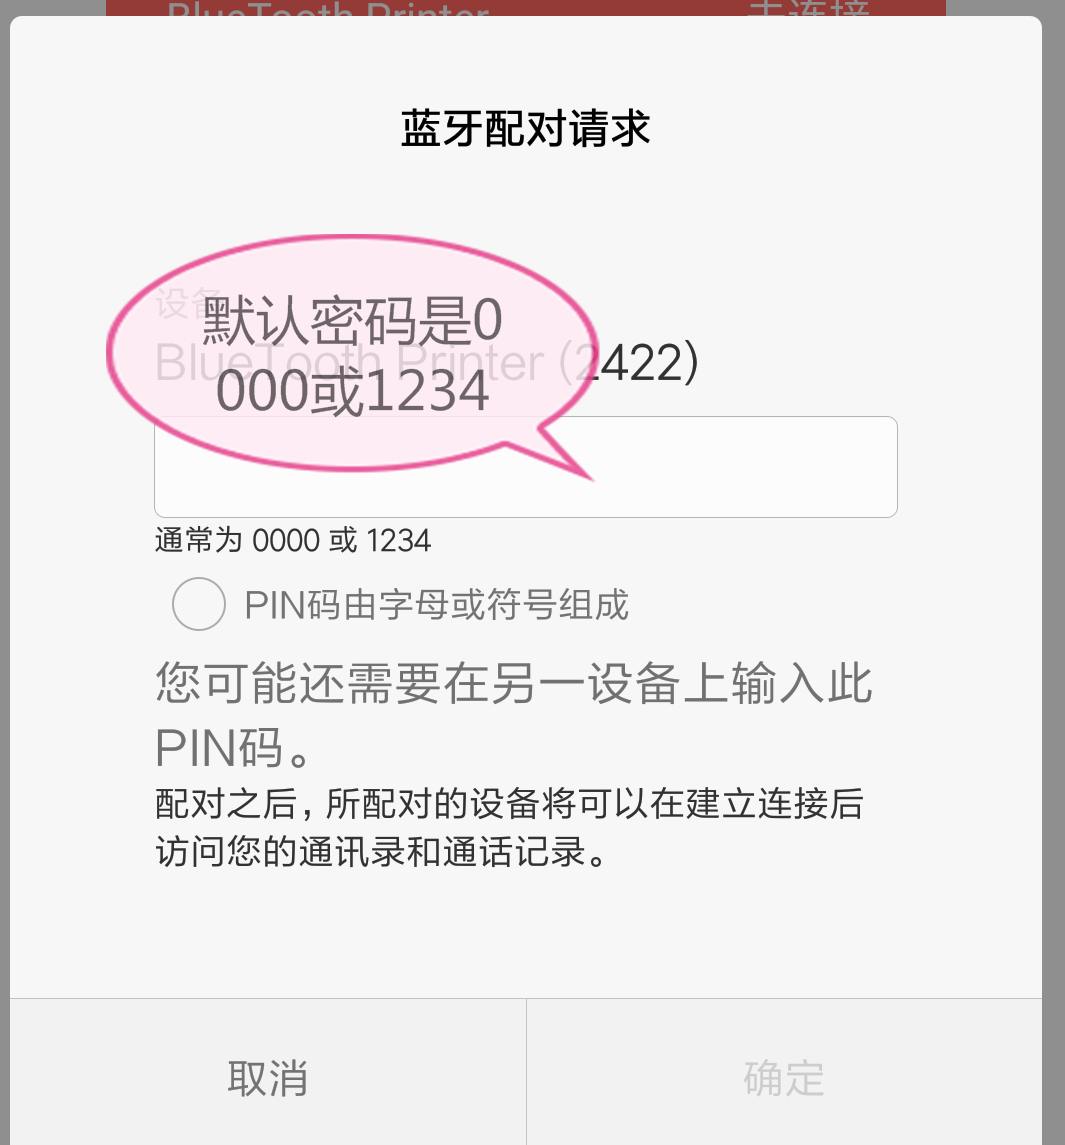 BlueTooth Printer
未连接
蓝牙配对请求
设备
默认密码是0
BlueTooth Printer (2422)
000或1234
通常为 0000 或 1234
PIN码由字母或符号组成
您可能还需要在另一设备上输入此
PIN码。
配对之后，所配对的设备将可以在建立连接后
访问您的通讯录和通话记录。
取消
确定